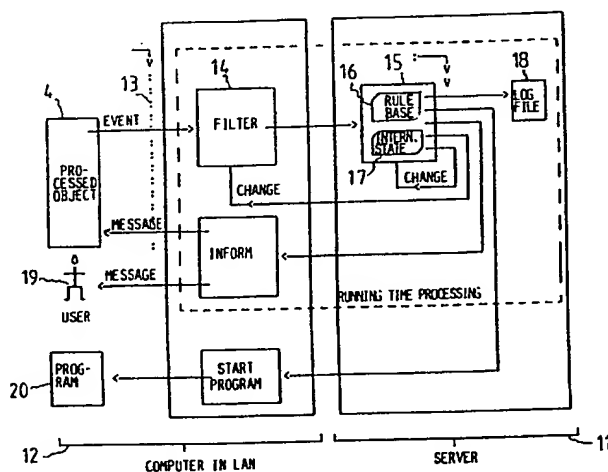 13
14
15
16
18
4
EVENT
FILTER
RULE
BASE
LOG
FILE
PRO-
CESSED
OBJECT
INTERN.
STATE
17
CHANGE
CHANGE
MESSAGE
INFORM
19
MESSAGE
USER
RUNNING TIME PROCESSING
20
PROG-
RAM
START
PROGRAM
12
COMPUTER IN LAN
SERVER
11